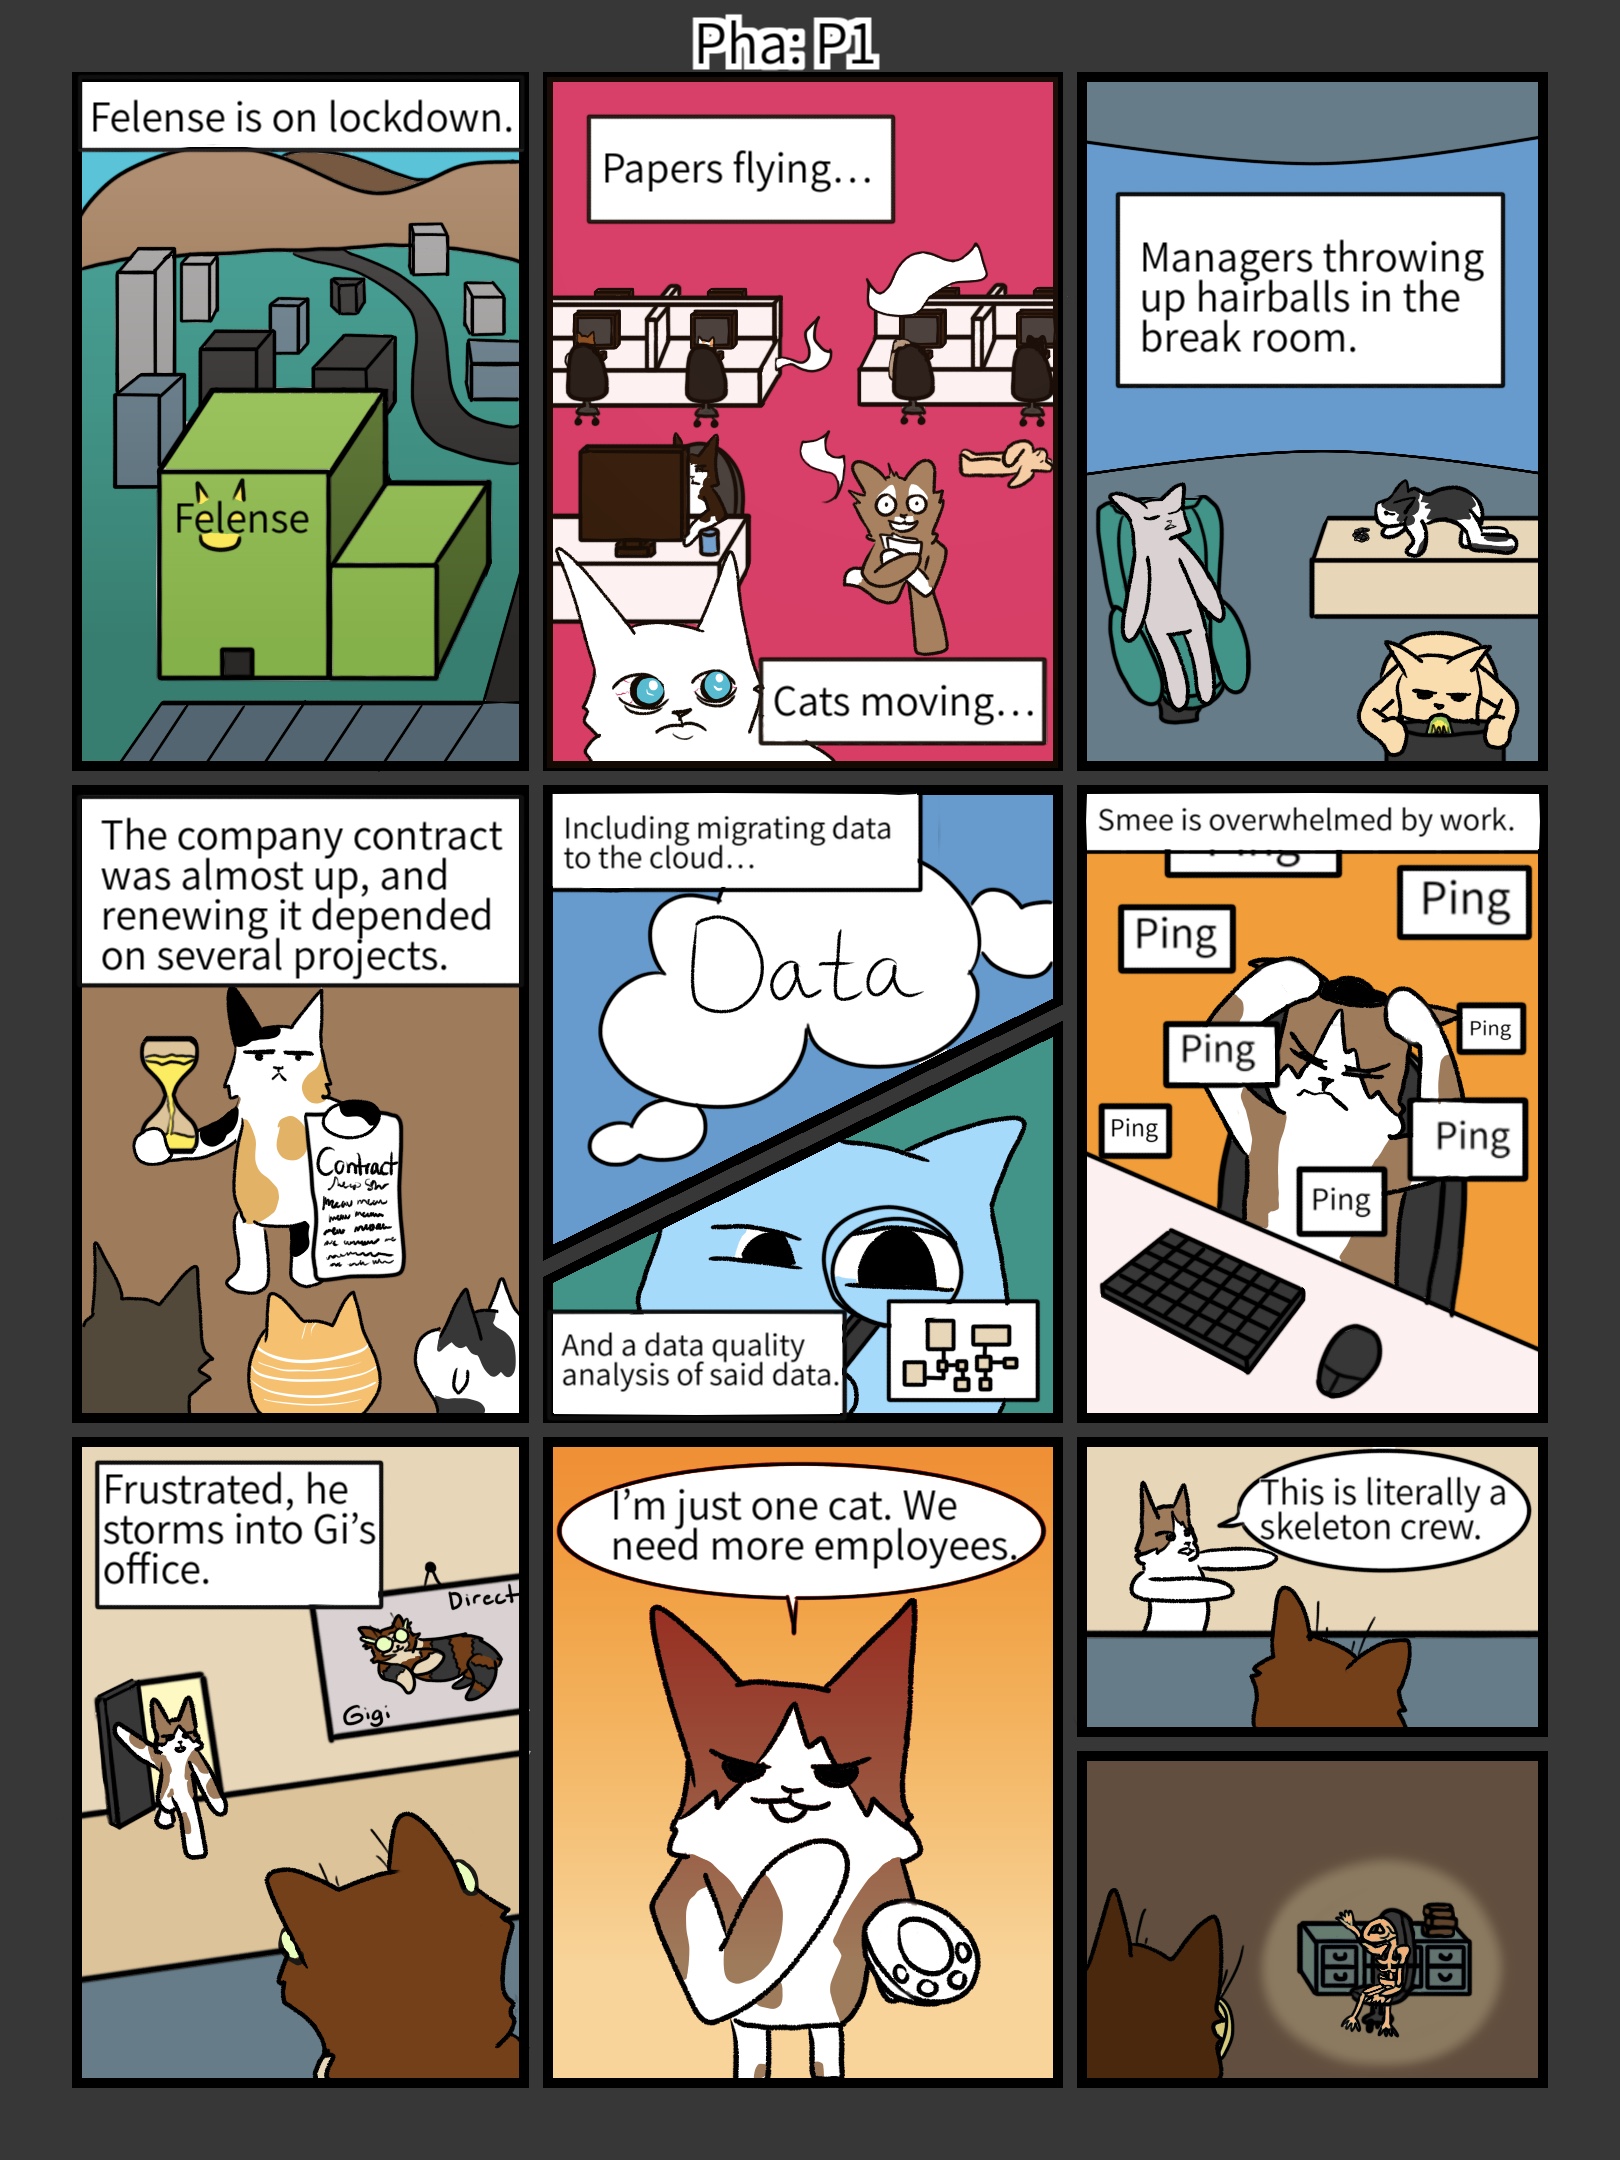 Pha: P1
Felense is on lockdown.
Felense
Papers flying...
Cats moving...
Managers throwing
up hairballs in the
break room.
The company contract
was almost up, and
renewing it depended
on several projects.
Contract
Meow meow
Including migrating data
to the cloud...
Data
And a data quality
analysis of said data.
Smee is overwhelmed by work.
Ping
Ping
Ping
Ping
Ping
Ping
Ping
Ping
Frustrated, he
storms into Gi's
office.
Direct
Gigi
I'm just one cat. We
need more employees.
This is literally a
skeleton crew.